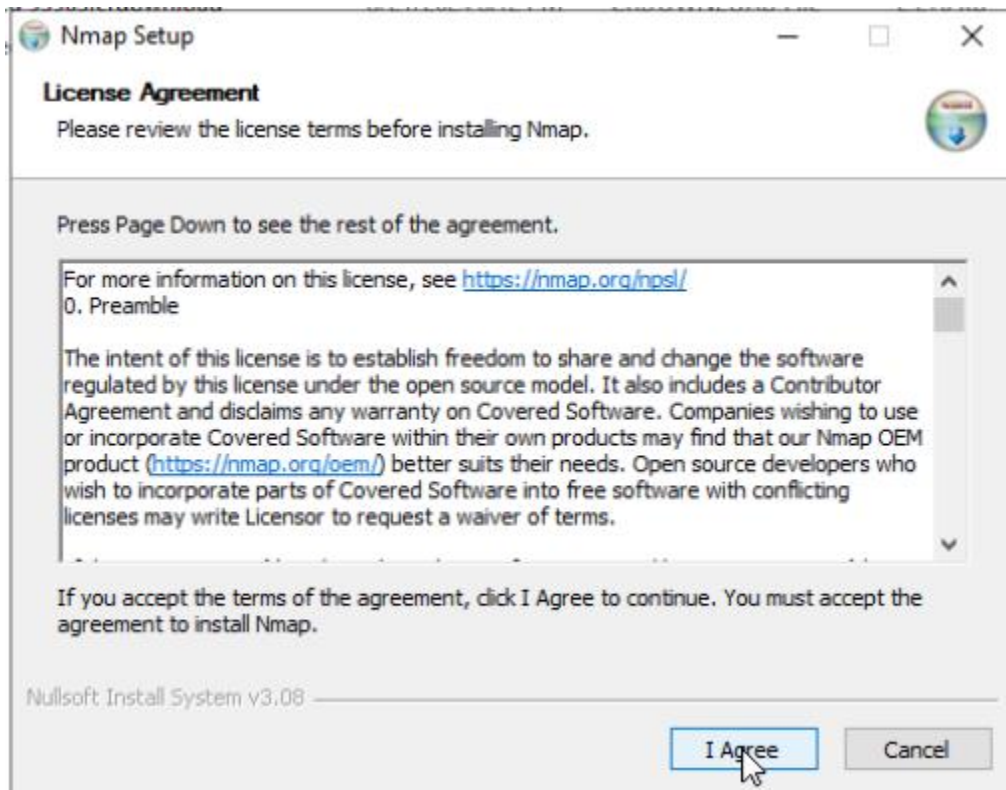 Nmap Setup
License Agreement
Please review the license terms before installing Nmap.
Press Page Down to see the rest of the agreement.
For more information on this license, see https://nmap.org/npsl/
0. Preamble
The intent of this license is to establish freedom to share and change the software
regulated by this license under the open source model. It also includes a Contributor
Agreement and disclaims any warranty on Covered Software. Companies wishing to use
or incorporate Covered Software within their own products may find that our Nmap OEM
product (https://nmap.org/oem/) better suits their needs. Open source developers who
wish to incorporate parts of Covered Software into free software with conflicting
licenses may write Licensor to request a waiver of terms.
If you accept the terms of the agreement, click I Agree to continue. You must accept the
agreement to install Nmap.
Nullsoft Install System v3.08
I Agree
Cancel